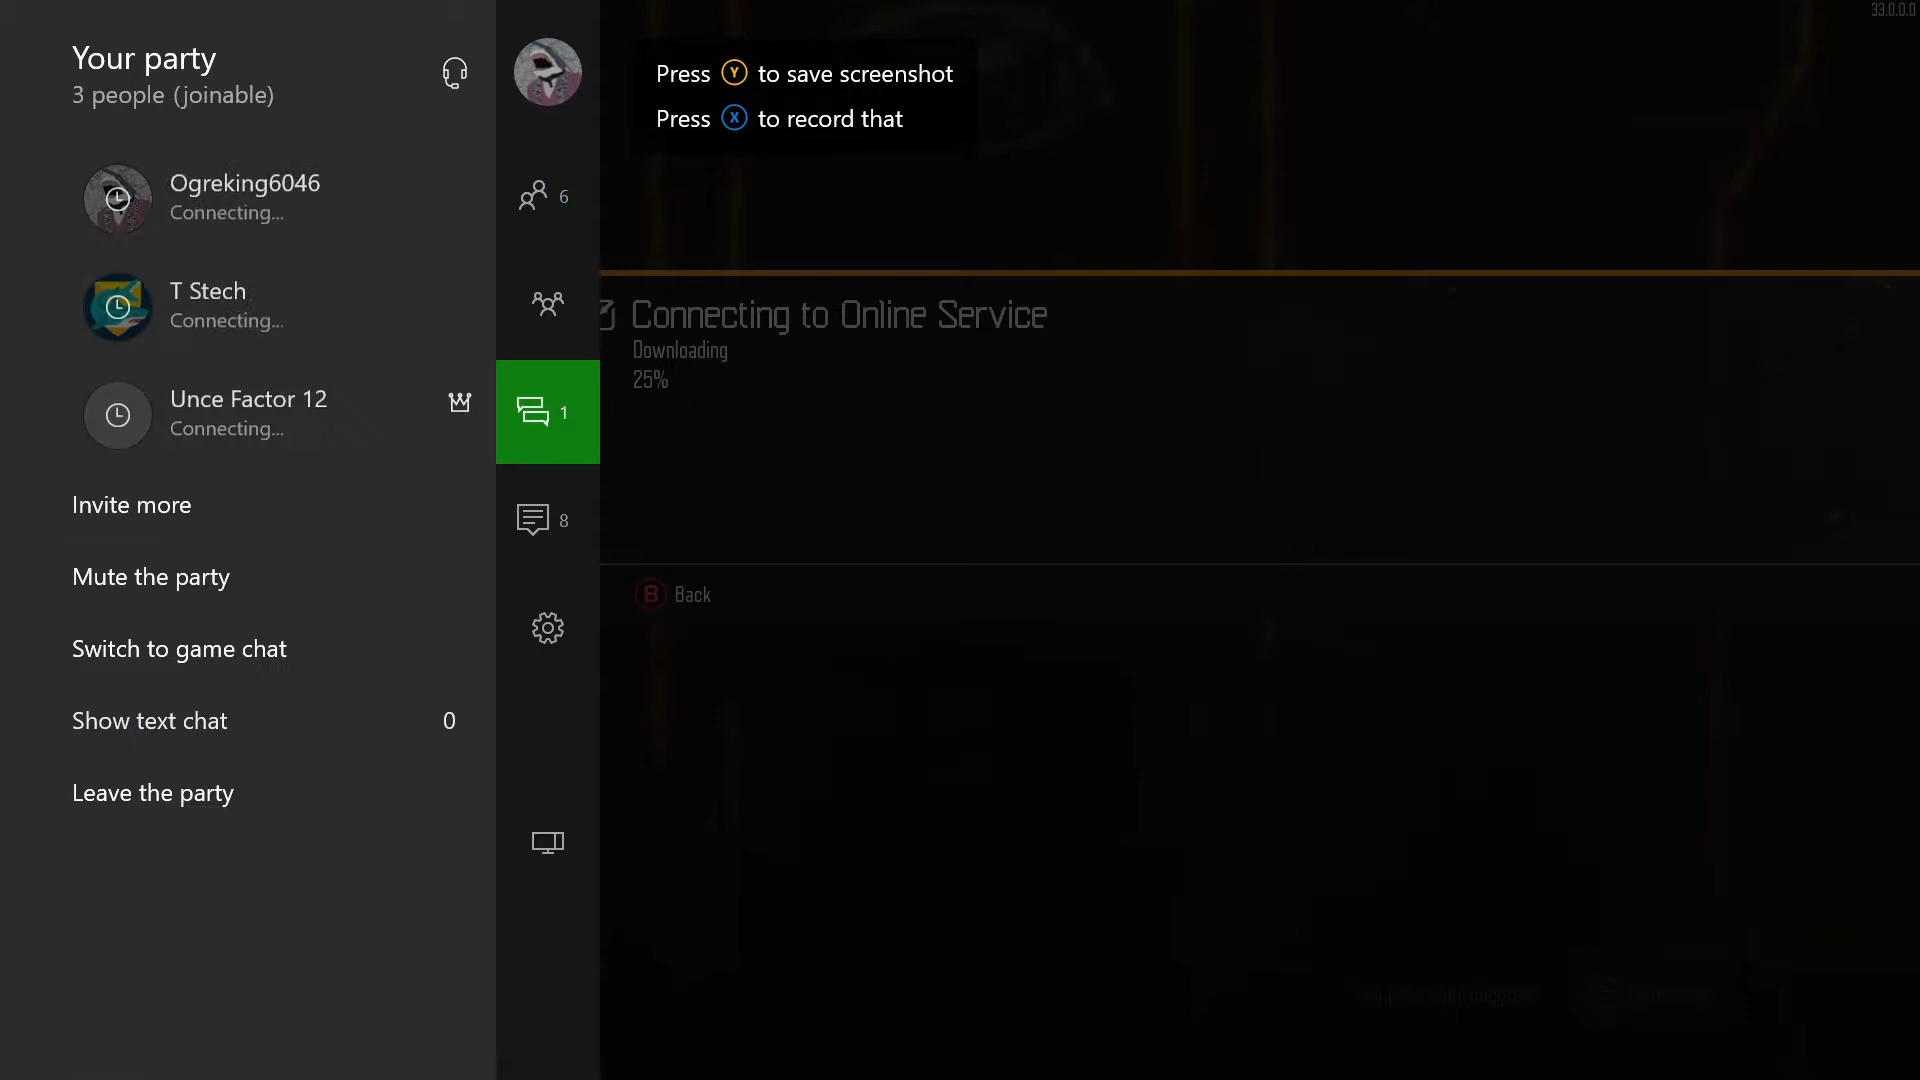 Your party
3 people (joinable)
Ogreking6046
Connecting...
T Stech
Connecting...
Unce Factor 12
Connecting...
Invite more
Mute the party
Switch to game chat
Show text chat 0
Leave the party
6
1
8
Press Y to save screenshot
Press X to record that
33.0.0.0
Connecting to Online Service
Downloading
25%
B Back